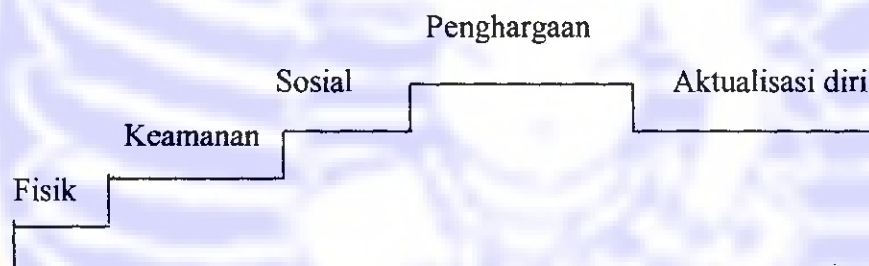 Penghargaan
Sosial
Aktualisasi diri
Keamanan
Fisik